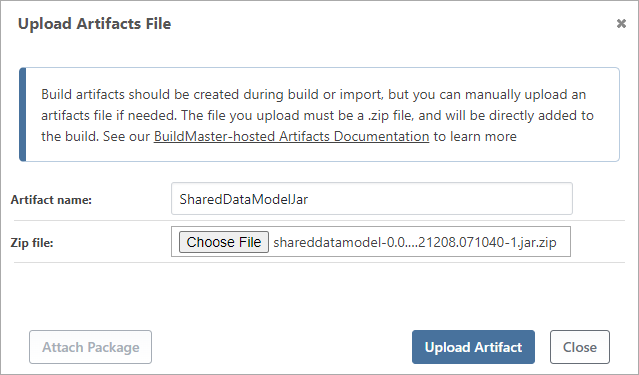 Upload Artifacts File
×
Build artifacts should be created during build or import, but you can manually upload an
artifacts file if needed. The file you upload must be a .zip file, and will be directly added to
the build. See our BuildMaster-hosted Artifacts Documentation to learn more
Artifact name: SharedDataModelJar
Zip file: Choose File shareddatamodel-0.0....21208.071040-1.jar.zip
Attach Package Upload Artifact Close